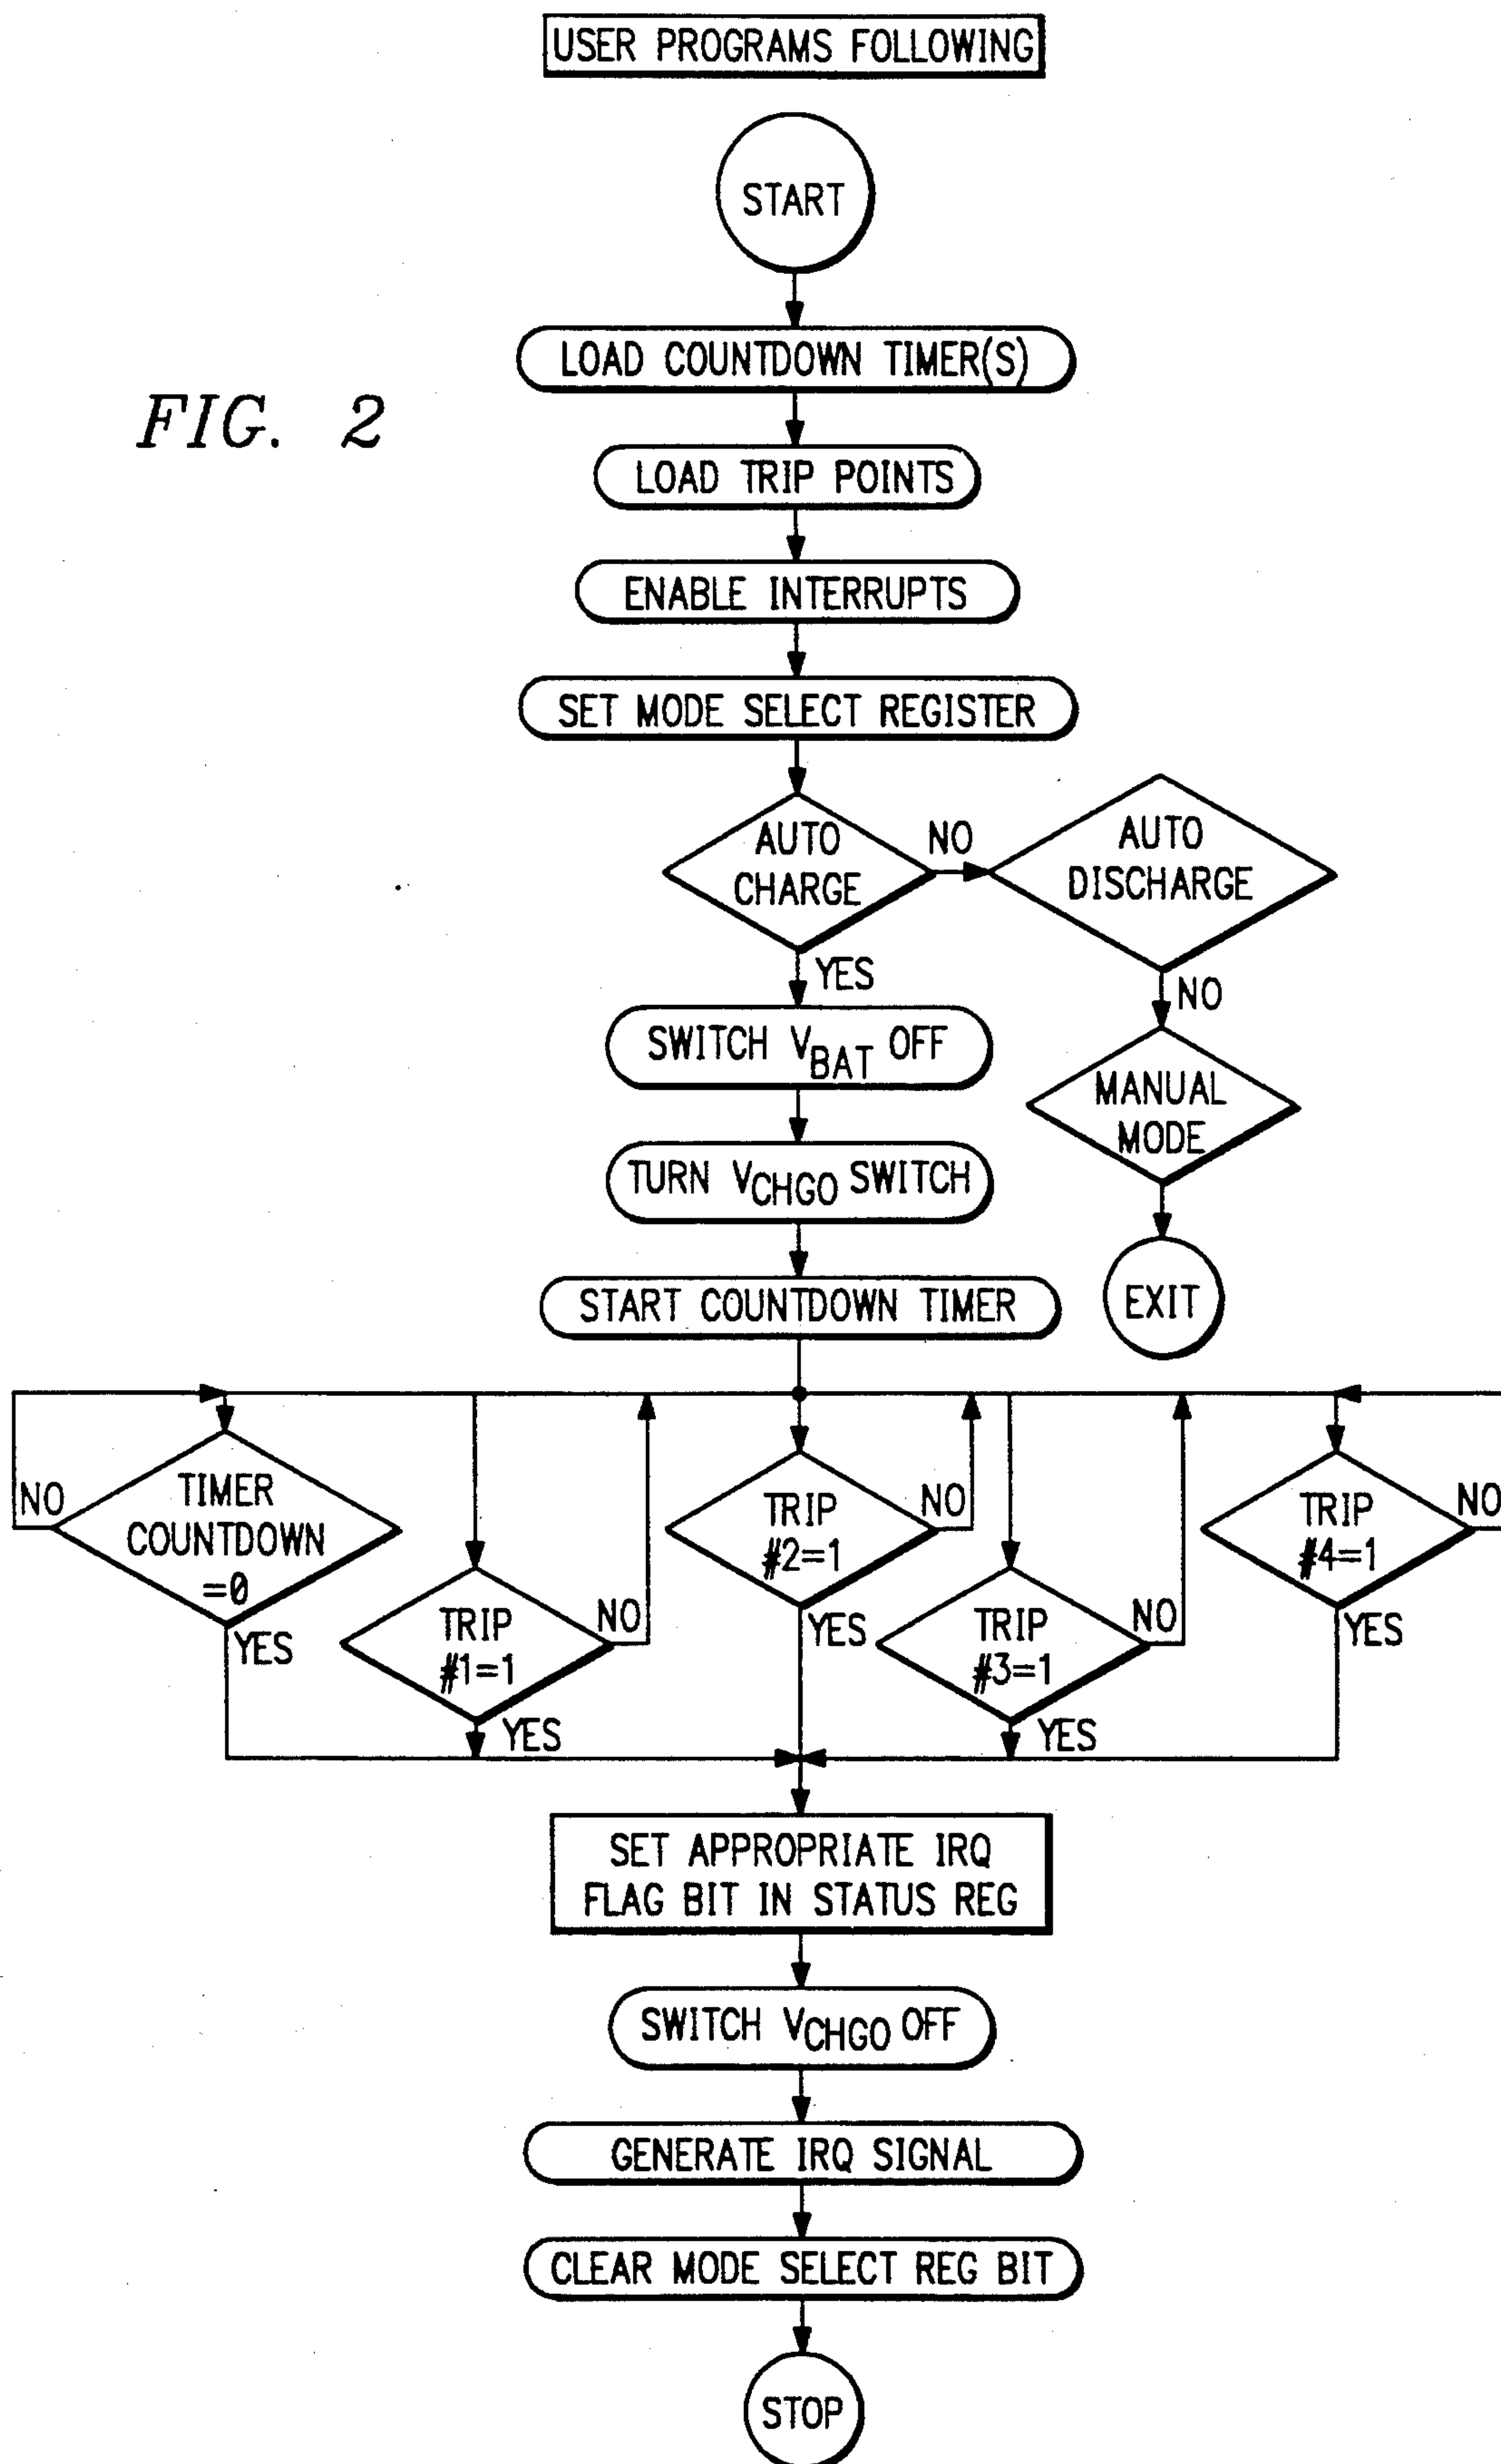 USER PROGRAMS FOLLOWING
START
LOAD COUNTDOWN TIMER(S)
FIG. 2
LOAD TRIP POINTS
ENABLE INTERRUPTS
SET MODE SELECT REGISTER
AUTO
CHARGE
NO
AUTO
DISCHARGE
YES
NO
SWITCH VBAT OFF
MANUAL
MODE
TURN VCHGO SWITCH
START COUNTDOWN TIMER
EXIT
NO
TIMER
COUNTDOWN
=0
YES
TRIP
#1=1
NO
YES
TRIP
#2=1
NO
YES
TRIP
#3=1
NO
YES
TRIP
#4=1
NO
YES
SET APPROPRIATE IRQ
FLAG BIT IN STATUS REG
SWITCH VCHGO OFF
GENERATE IRQ SIGNAL
CLEAR MODE SELECT REG BIT
STOP